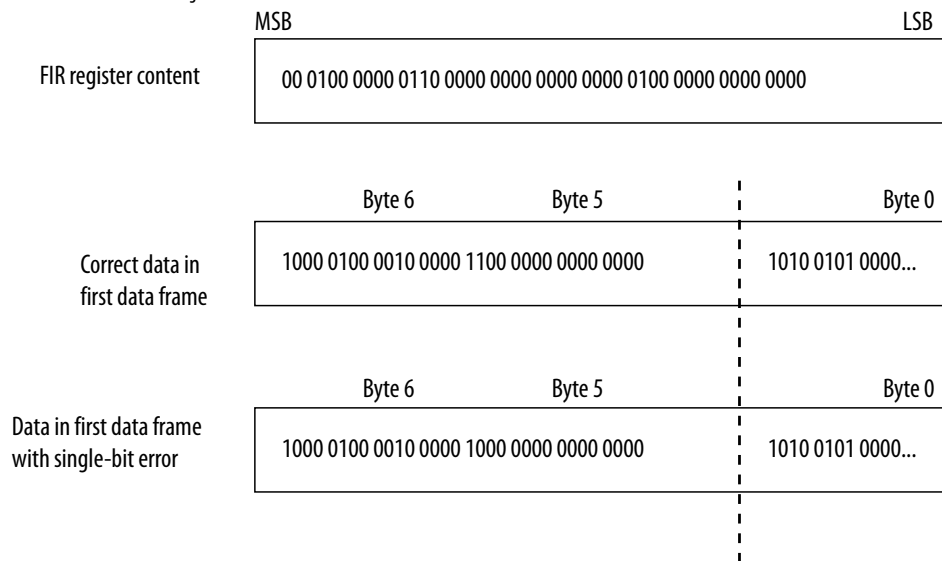 MSB LSB
FIR register content
00 0100 0000 0110 0000 0000 0000 0000 0100 0000 0000 0000
Byte 6 Byte 5 Byte 0
Correct data in
first data frame
1000 0100 0010 0000 1100 0000 0000 0000 1010 0101 0000...
Byte 6 Byte 5 Byte 0
Data in first data frame
with single-bit error
1000 0100 0010 0000 1000 0000 0000 0000 1010 0101 0000...